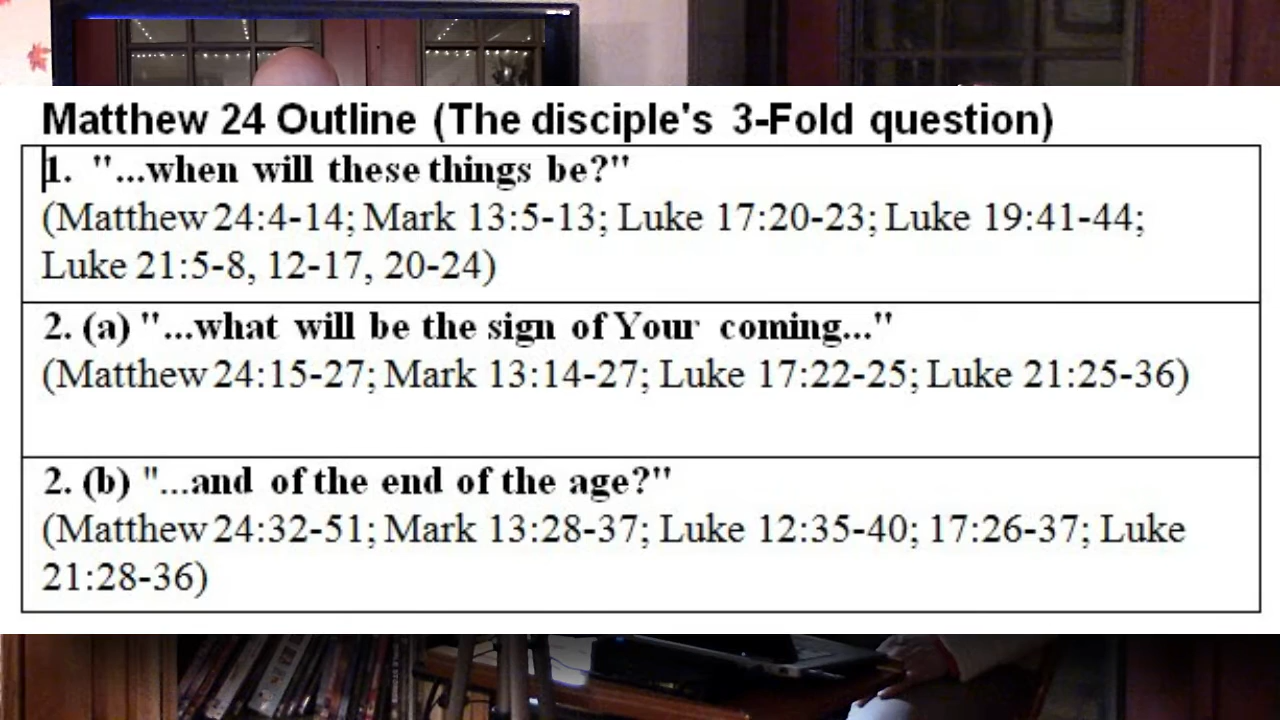 Matthew 24 Outline (The disciple's 3-Fold question)
1. "...when will these things be?"
(Matthew 24:4-14; Mark 13:5-13; Luke 17:20-23; Luke 19:41-44;
Luke 21:5-8, 12-17, 20-24)
2. (a) "...what will be the sign of Your coming..."
(Matthew 24:15-27; Mark 13:14-27; Luke 17:22-25; Luke 21:25-36)
2. (b) "...and of the end of the age?"
(Matthew 24:32-51; Mark 13:28-37; Luke 12:35-40; 17:26-37; Luke
21:28-36)